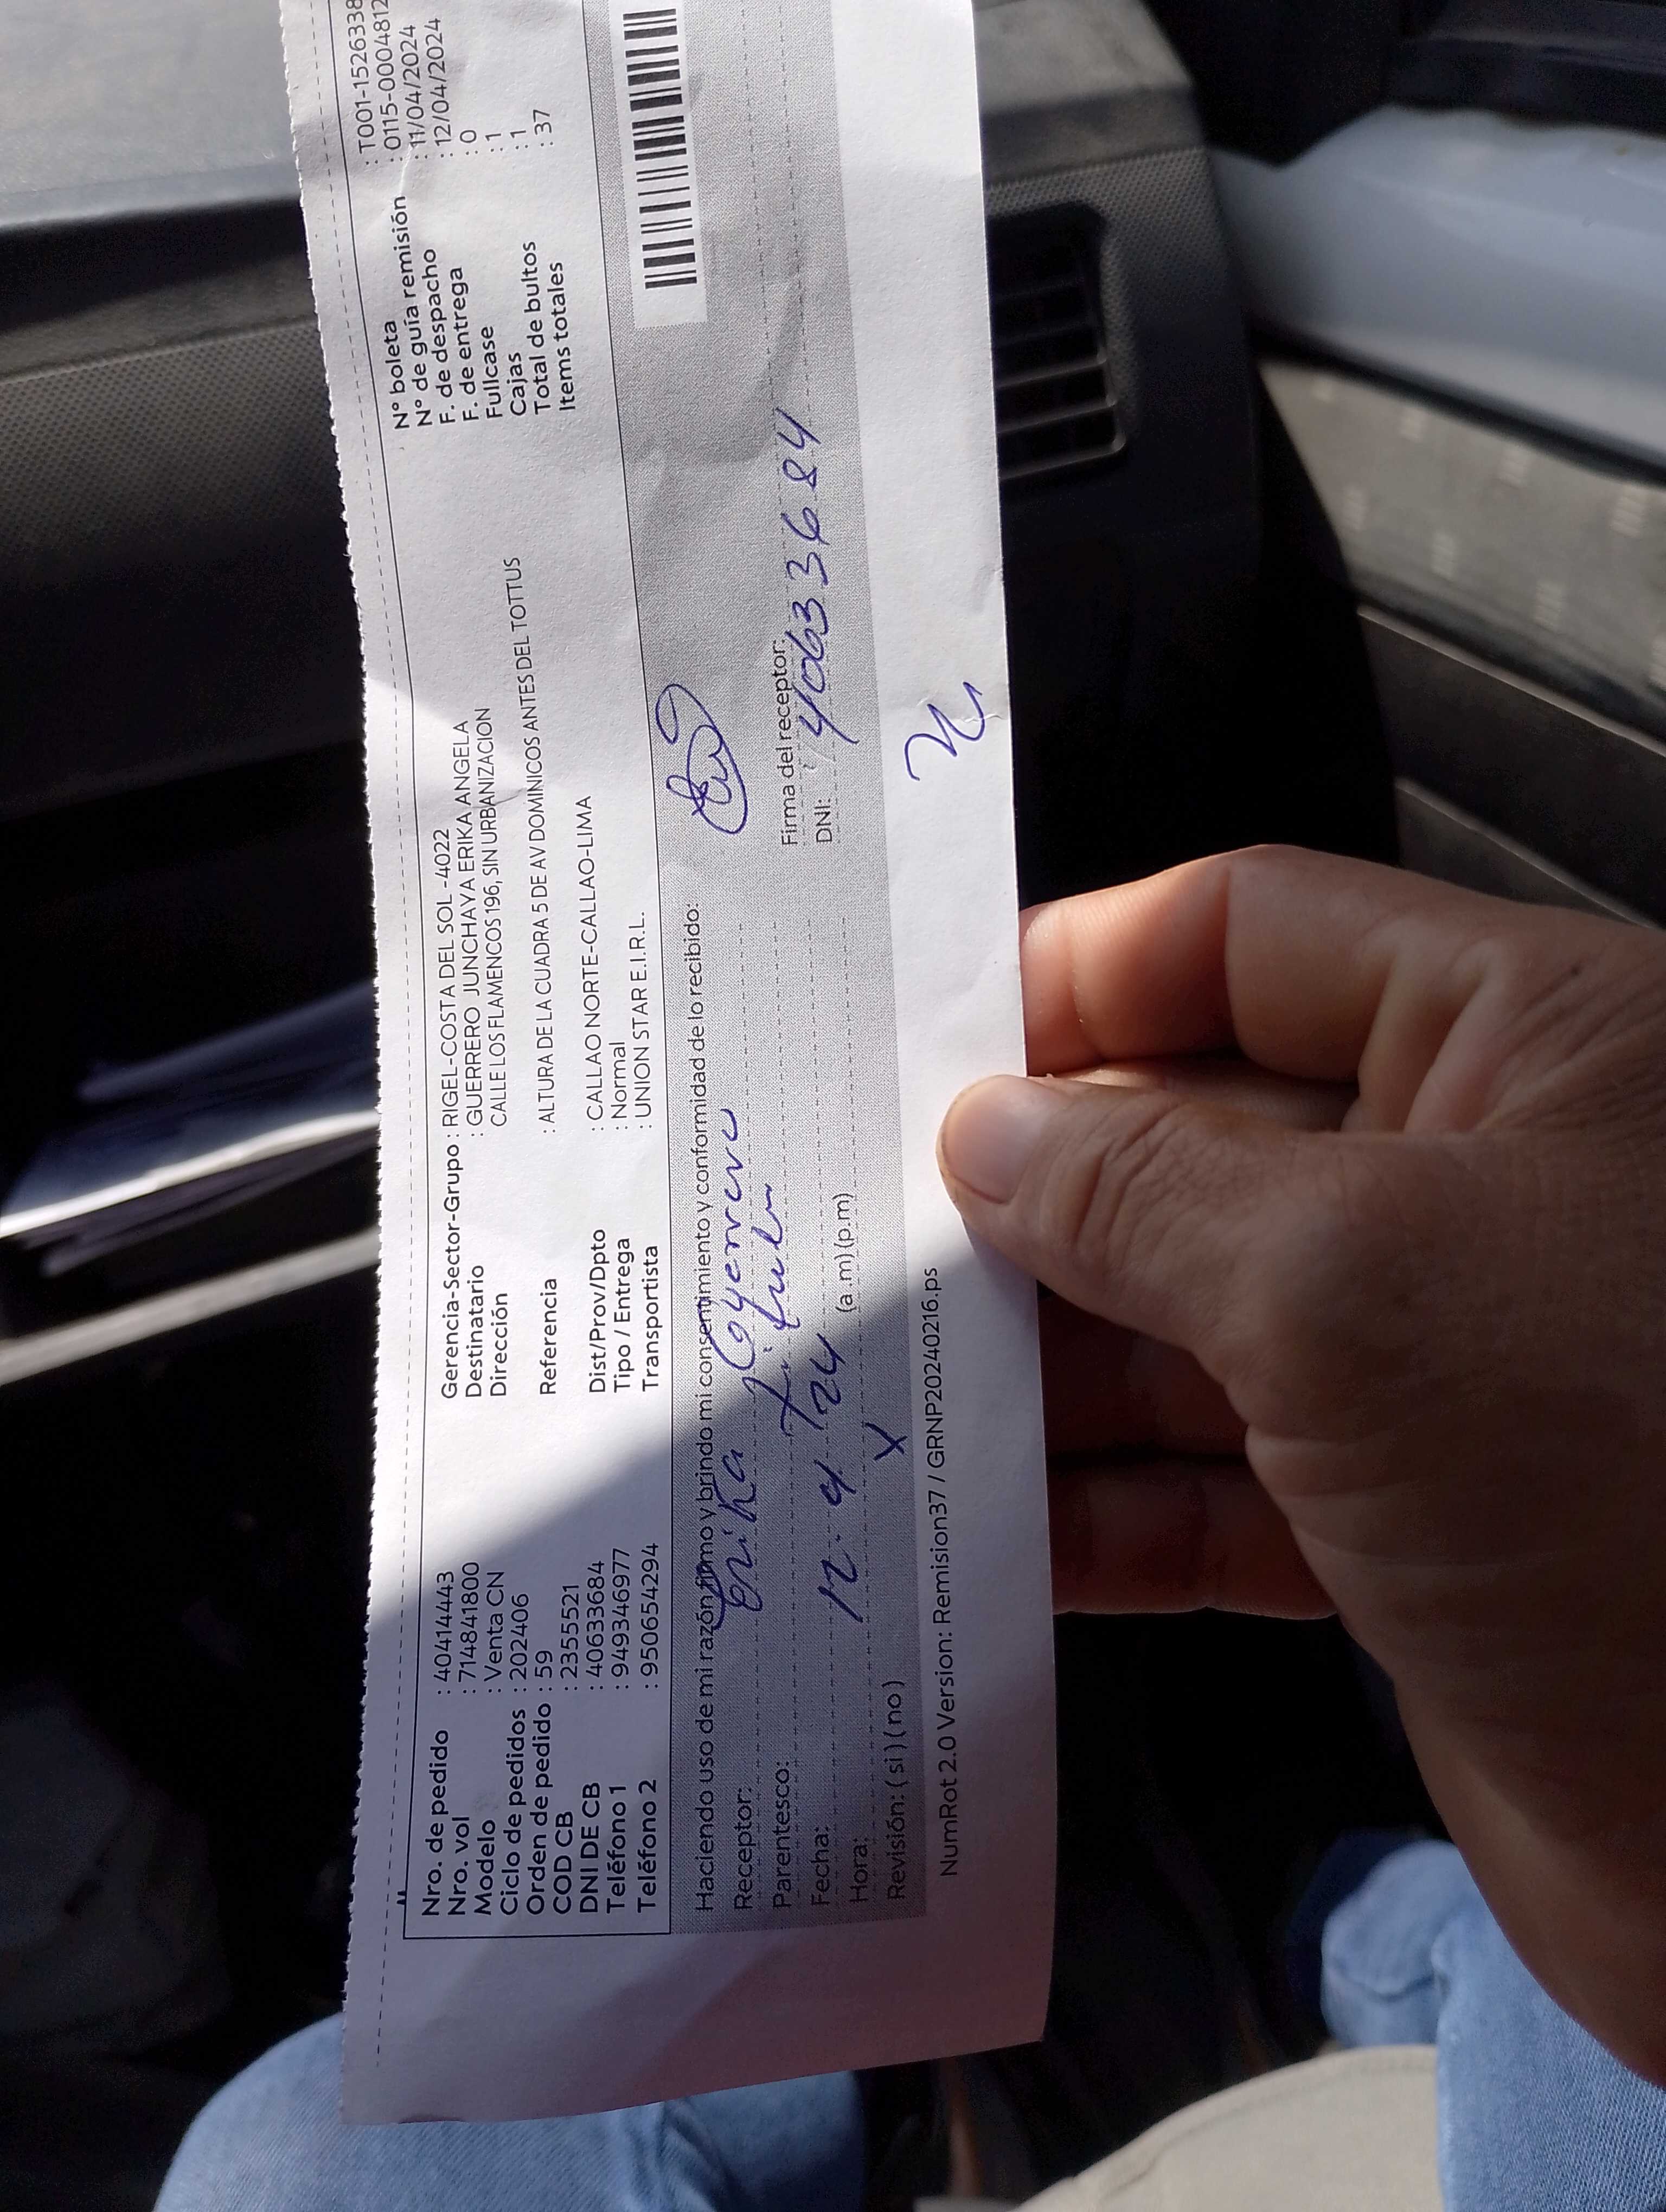 Nro. de pedido : 40414443
Nro. vol : 714841800
Modelo : Venta CN
Ciclo de pedidos : 202406
Orden de pedido : 59
COD CB : 2355521
DNI DE CB : 40633684
Teléfono 1 : 949346977
Teléfono 2 : 950654294
Gerencia-Sector-Grupo : RIGEL-COSTA DEL SOL -4022
Destinatario : GUERRERO JUNCHAYA ERIKA ANGELA
Dirección CALLE LOS FLAMENCOS 196, SIN URBANIZACION
Referencia : ALTURA DE LA CUADRA 5 DE AV DOMINICOS ANTES DEL TOTTUS
Dist/Prov/Dpto : CALLAO NORTE-CALLAO-LIMA
Tipo / Entrega : Normal
Transportista : UNION STAR E.I.R.L.
N° boleta : T001-1526338
N° de guía remisión : 0115-0004812
F. de despacho : 11/04/2024
F. de entrega : 12/04/2024
Fullcase : 0
Cajas : 1
Total de bultos : 1
Items totales : 37
Haciendo uso de mi razón firmo y brindo mi consentimiento y conformidad de lo recibido:
Receptor: Erika
Parentesco:
Fecha: 12 4 24
Hora: (a.m) (p.m)
Revisión: ( si ) ( no ) X
Firma del receptor:
DNI: 40633684
NumRot 2.0 Version: Remision37 / GRNP20240216.ps